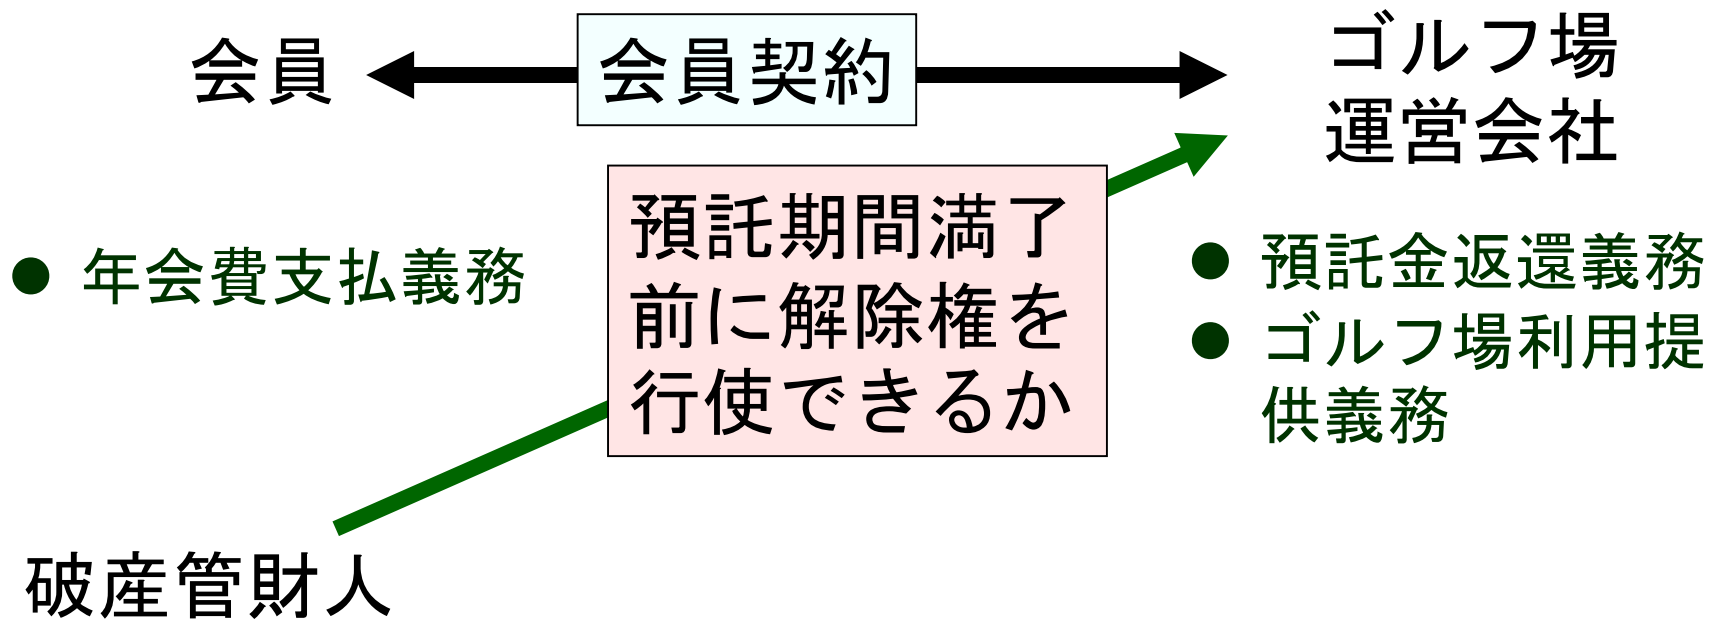 会員
会員契約
ゴルフ場
運営会社
● 年会費支払義務
預託期間満了
前に解除権を
行使できるか
● 預託金返還義務
● ゴルフ場利用提
供義務
破産管財人